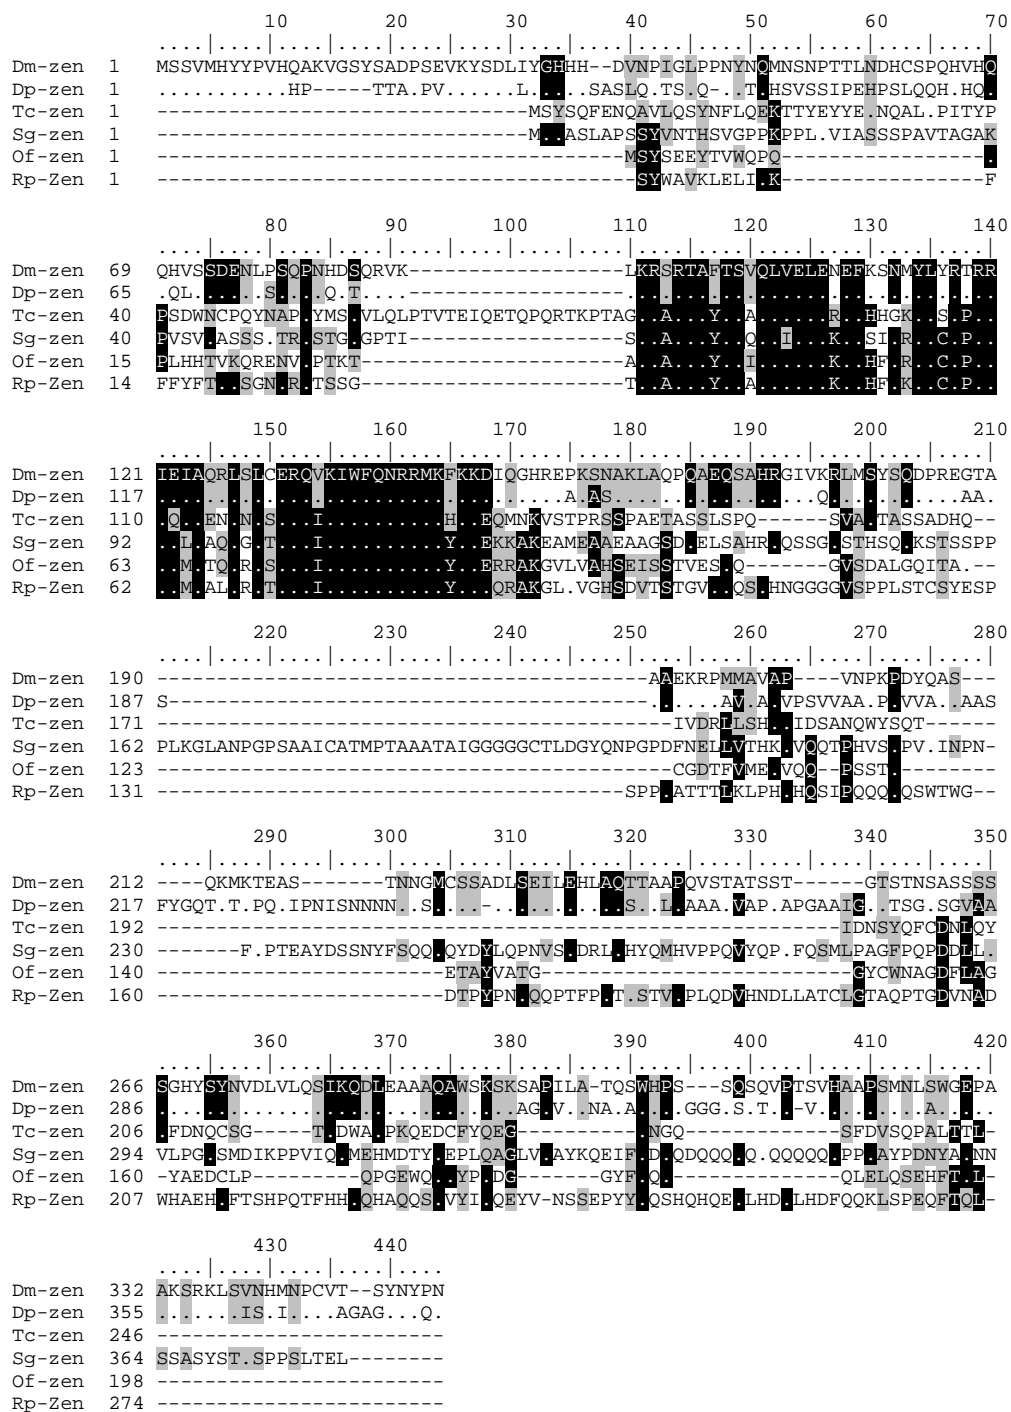 10 20 30 40 50 60 70
....|....|....|....|....|....|....|....|....|....|....|....|....|....|
Dm-zen 1 MSSVMHYYPVHQAKVGSYSADPSEVKYSDLIYGHHH--DVNPIGLPPNYNQMNSNPTTLNDHCSPQHVHQ
Dp-zen 1 ...........HP-----TTA.PV......L.....--SASLQ.TS.Q--.T.HSVSSIPEHPSLQQH.HQ.
Tc-zen 1 -------------------------------MSYSQFENQAVLQSYNFLQEKTTYEYYE.NQAL.PITYP
Sg-zen 1 -------------------------------M..ASLAPSSYVNTHSVGPPKPPL.VIASSSPAVTAGAK
Of-zen 1 ---------------------------------------MSYSEEYTVWQPQ-----------------.
Rp-Zen 1 ----------------------------------------SYWAVKLELI.K-----------------F
80 90 100 110 120 130 140
....|....|....|....|....|....|....|....|....|....|....|....|....|....|
Dm-zen 69 QHVSSDENLPSQPNHDSQRVK-------------------LKRSRTAFTSVQLVELENEFKSNMYLYRTRR
Dp-zen 65 .QL......S....Q.T....-------------------..............................
Tc-zen 40 PSDWNCPQYNAP.YMS.VLQLPTVTEIQETQPQRTKPTAG...A...Y..A......R..HHGK..S.P..
Sg-zen 40 PVSV.ASSS.TR.STG.GPTI-------------------S..A...Y..Q..I...K..SI.R..C.P..
Of-zen 15 PLHHTVKQRENV.PTKT-----------------------A..A...Y..I......K..HF.R..C.P..
Rp-Zen 14 FFYFT..SGN.R.TSSG-----------------------T..A...Y.........K..HF.K..C.P..
150 160 170 180 190 200 210
....|....|....|....|....|....|....|....|....|....|....|....|....|....|
Dm-zen 121 IEIAQRLSLCERQVKIWFQNRRMKFKKDIQGHREPKSNAKLAQPQAEQSAHRGIVKRLMSYSQDPREGTA
Dp-zen 117 ..................................A.AS.................Q...........AA.
Tc-zen 110 .Q..EN.N.S...I..........H..EQMNKVSTPRSSPAETASSLSPQ------SVA.TASSADHQ--
Sg-zen 92 ..L.AQ.G.T...I..........Y..EKKAKEAMEAAEAAGSD.ELSAHR.QSSG.STHSQ.KSTSSPP
Of-zen 63 ..M.TQ.R.S...I..........Y..ERRAKGVLVAHSEISSTVES.Q-------GVSDALGQITA.--
Rp-Zen 62 ..M.AL.R.T...I..........Y..QRAKGL.VGHSDVTSTGV..QS.HNGGGGVSPPLSTCSYESP
220 230 240 250 260 270 280
....|....|....|....|....|....|....|....|....|....|....|....|....|....|
Dm-zen 190 -----------------------------------------AAEKRPMMAVAP----VNPKPDYQAS---
Dp-zen 187 S----------------------------------------......AV.A.VPSVVAA.P.VVA.AAS
Tc-zen 171 -------------------------------------------IVDRLLSH..IDSANQWYSQT------
Sg-zen 162 PLKGLANPGPSAAICATMPTAAATAIGGGGGCTLDGYQNPGPDFNELLVTHK.VQQTPHVS.PV.INPN-
Of-zen 123 -------------------------------------------CGDTFVME.VQQ-PSST.---------
Rp-Zen 131 ---------------------------------------SPP.ATTTLKLPH.HQSIPQQQ.QSWTWG--
290 300 310 320 330 340 350
....|....|....|....|....|....|....|....|....|....|....|....|....|....|
Dm-zen 212 ----QKMKTEAS-------TNNGMCSSADLSEILEHLAQTTAAPQVSTATSST------GTSTNSASSSS
Dp-zen 217 FYGQT.T.PQ.IPNISNNNN..S....-...........S..L.AAA.VAP.APGAAIG..TSG.SGVAA
Tc-zen 192 ---------------------------------------------------------IDNSYQFCDNLQY
Sg-zen 230 -------F.PTEAYDSSNYFSQQ.QYDYLQPNVS.DRL.HYQMHVPPQVYQP.FQSMLPAGFPQPDDLL.
Of-zen 140 ------------------------ETAYVATG--------------------------GYCWNAGDFLAG
Rp-Zen 160 ------------------------DTPYPN.QQPTFP.T.STV.PLQDVHNDLLATCLGTAQPTGDVNAD
360 370 380 390 400 410 420
....|....|....|....|....|....|....|....|....|....|....|....|....|....|
Dm-zen 266 SGHYSYNVDLVLQSIKQDLEAAAQAWSKSKSAPILA-TQSWHPS---SQSQVPTSVHAAPSMNLSWGEPA
Dp-zen 286 ..............................AG.V..NA.A...GGG.S.T..-V.........A.....
Tc-zen 206 .FDNQCSG-----T.DWA.PKQEDCFYQEG----------.NGQ-------------SFDVSQPALTTL-
Sg-zen 294 VLPG.SMDIKPPVIQ.MEHMDTY.EPLQAGLV.AYKQEIF.D.QDQQQ.Q.QQQQQ.PP.AYPDNYA.NN
Of-zen 160 -YAEDCLP---------QPGEWQ..YP.DG-------GYF.Q.--------------QLELQSEHFT.L-
Rp-Zen 207 WHAEH.FTSHPQTFHH.QHAQQS.VYI.QEYV-NSSEPYY.QSHQHQE.LHD.LHDFQQKLSPEQFTQL-
430 440
....|....|....|....|....
Dm-zen 332 AKSRKLSVNHMNPCVT--SYNYPN
Dp-zen 355 .......IS.I....AGAG...Q.
Tc-zen 246 ------------------------
Sg-zen 364 SSASYST.SPPSLTEL--------
Of-zen 198 ------------------------
Rp-Zen 274 ------------------------